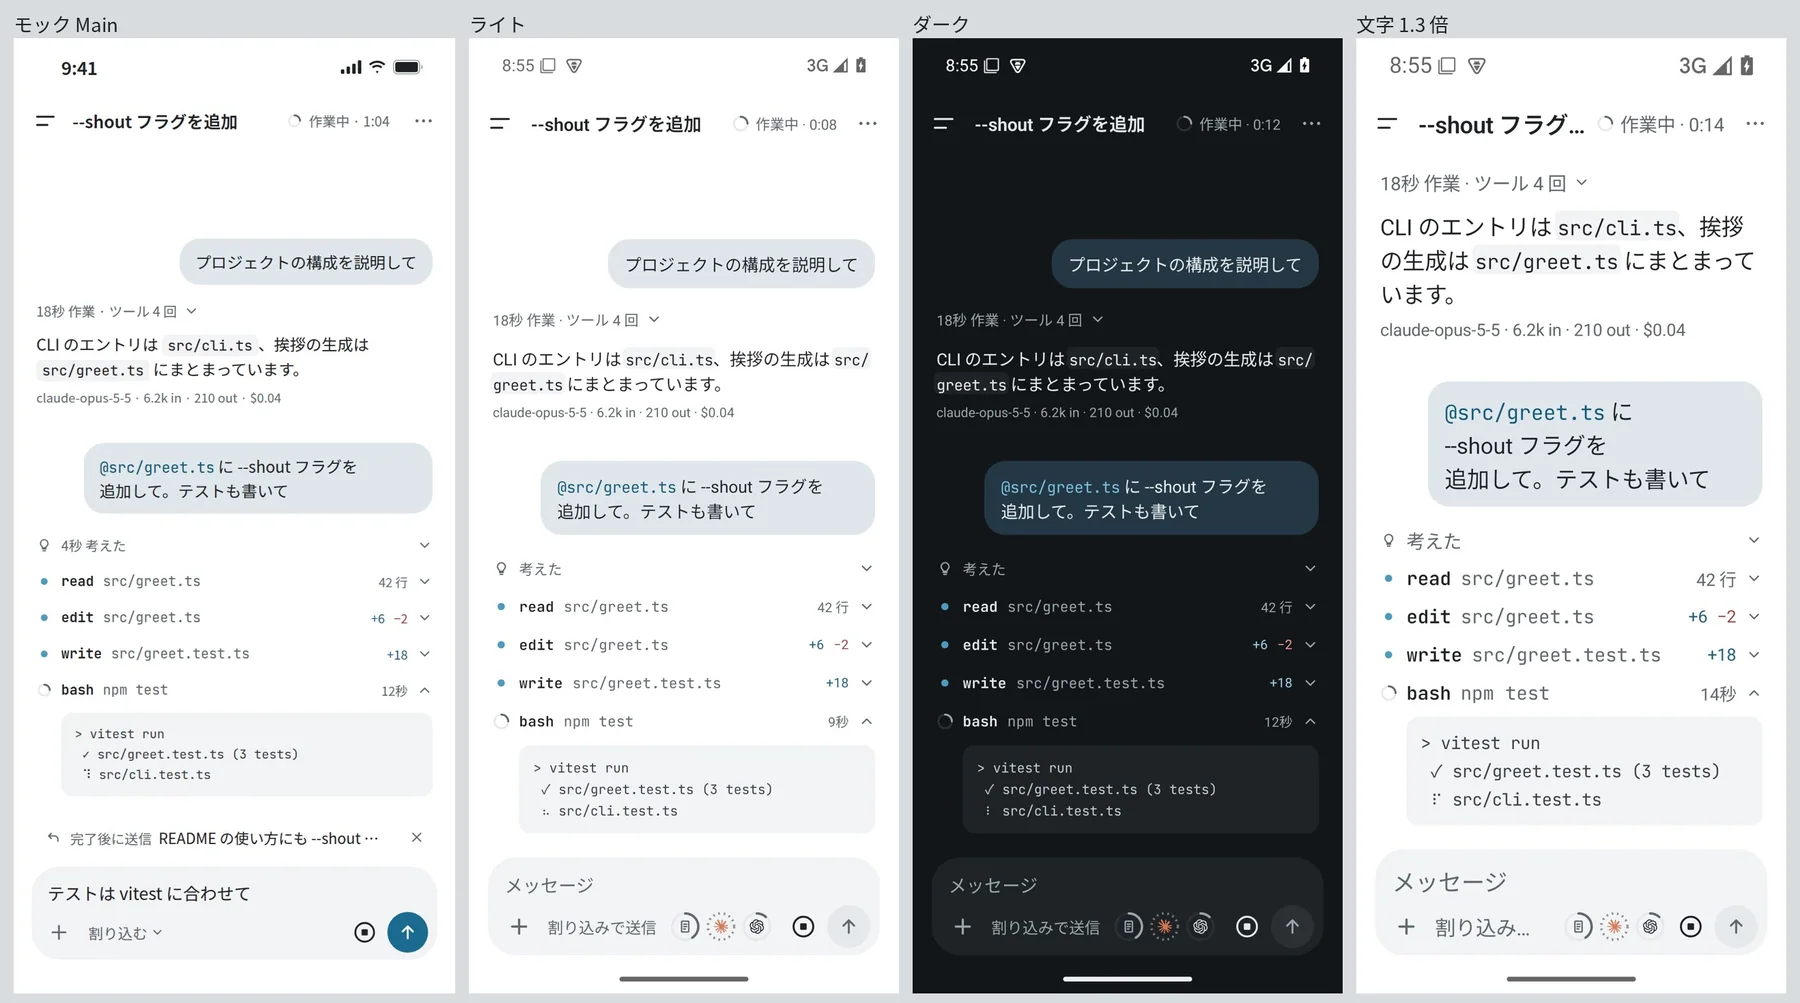 モック Main
9:41
--shout フラグを追加
作業中 · 1:04
プロジェクトの構成を説明して
18秒 作業 · ツール 4 回
CLI のエントリは src/cli.ts 、挨拶の生成は
src/greet.ts にまとまっています。
claude-opus-5-5 · 6.2k in · 210 out · $0.04
@src/greet.ts に --shout フラグを
追加して。テストも書いて
4秒 考えた
read src/greet.ts 42 行
edit src/greet.ts +6 −2
write src/greet.test.ts +18
bash npm test 12秒
> vitest run
✓ src/greet.test.ts (3 tests)
⠹ src/cli.test.ts
完了後に送信 README の使い方にも --shout …
テストは vitest に合わせて
割り込む
ライト
8:55 3G
--shout フラグを追加
作業中 · 0:08
プロジェクトの構成を説明して
18秒 作業 · ツール 4 回
CLI のエントリは src/cli.ts、挨拶の生成は src/
greet.ts にまとまっています。
claude-opus-5-5 · 6.2k in · 210 out · $0.04
@src/greet.ts に --shout フラグを
追加して。テストも書いて
考えた
read src/greet.ts 42 行
edit src/greet.ts +6 −2
write src/greet.test.ts +18
bash npm test 9秒
> vitest run
✓ src/greet.test.ts (3 tests)
src/cli.test.ts
メッセージ
割り込みで送信
ダーク
8:55 3G
--shout フラグを追加
作業中 · 0:12
プロジェクトの構成を説明して
18秒 作業 · ツール 4 回
CLI のエントリは src/cli.ts、挨拶の生成は src/
greet.ts にまとまっています。
claude-opus-5-5 · 6.2k in · 210 out · $0.04
@src/greet.ts に --shout フラグを
追加して。テストも書いて
考えた
read src/greet.ts 42 行
edit src/greet.ts +6 −2
write src/greet.test.ts +18
bash npm test 12秒
> vitest run
✓ src/greet.test.ts (3 tests)
src/cli.test.ts
メッセージ
割り込みで送信
文字 1.3 倍
8:55 3G
--shout フラグ...
作業中 · 0:14
18秒 作業 · ツール 4 回
CLI のエントリは src/cli.ts、挨拶
の生成は src/greet.ts にまとまって
います。
claude-opus-5-5 · 6.2k in · 210 out · $0.04
@src/greet.ts に
--shout フラグを
追加して。テストも書いて
考えた
read src/greet.ts 42 行
edit src/greet.ts +6 −2
write src/greet.test.ts +18
bash npm test 14秒
> vitest run
✓ src/greet.test.ts (3 tests)
src/cli.test.ts
メッセージ
割り込み...